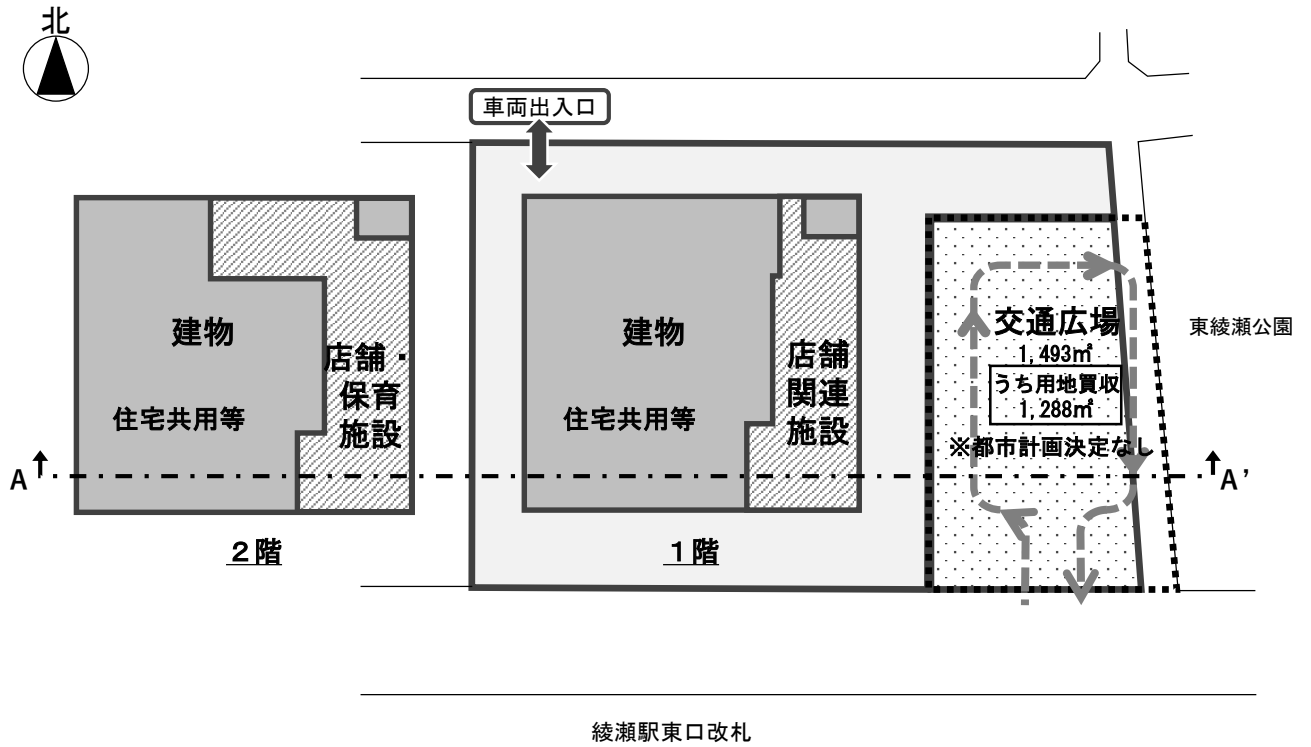 北
車両出入口
建物
住宅共用等
店舗・
保育
施設
２階
建物
住宅共用等
店舗
関連
施設
１階
交通広場
1,493㎡
うち用地買収
1,288㎡
※都市計画決定なし
東綾瀬公園
A
A'
綾瀬駅東口改札